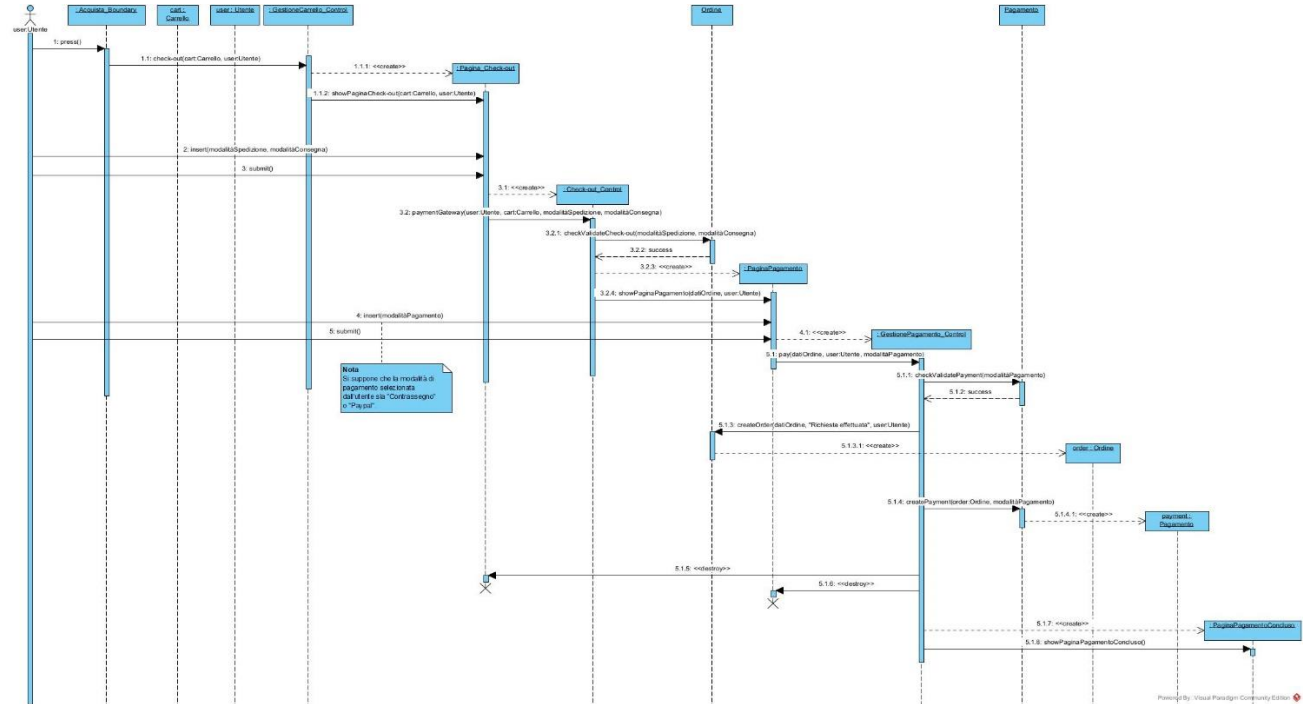 : Acquista_Boundary
cart :
Carrello
user : Utente
: GestioneCarrello_Control
Ordine
Pagamento
user:Utente
1: press()
1.1: check-out(cart:Carrello, user:Utente)
1.1.1: <<create>>
: Pagina_Check-out
1.1.2: showPaginaCheck-out(cart:Carrello, user:Utente)
2: insert(modalitàSpedizione, modalitàConsegna)
3: submit()
3.1: <<create>>
: Check-out_Control
3.2: paymentGateway(user:Utente, cart:Carrello, modalitàSpedizione, modalitàConsegna)
3.2.1: checkValidateCheck-out(modalitàSpedizione, modalitàConsegna)
3.2.2: success
3.2.3: <<create>>
: PaginaPagamento
3.2.4: showPaginaPagamento(datiOrdine, user:Utente)
4: insert(modalitàPagamento)
5: submit()
4.1: <<create>>
: GestionePagamento_Control
5.1: pay(datiOrdine, user:Utente, modalitàPagamento)
Nota
Si suppone che la modalità di
pagamento selezionata
dall'utente sia "Contrassegno"
o "Paypal"
5.1.1: checkValidatePayment(modalitàPagamento)
5.1.2: success
5.1.3: createOrder(datiOrdine, "Richiesta effettuata", user:Utente)
5.1.3.1: <<create>>
order : Ordine
5.1.4: createPayment(order:Ordine, modalitàPagamento)
5.1.4.1: <<create>>
payment :
Pagamento
5.1.5: <<destroy>>
5.1.6: <<destroy>>
5.1.7: <<create>>
: PaginaPagamentoConcluso
5.1.8: showPaginaPagamentoConcluso()
Powered By: Visual Paradigm Community Edition